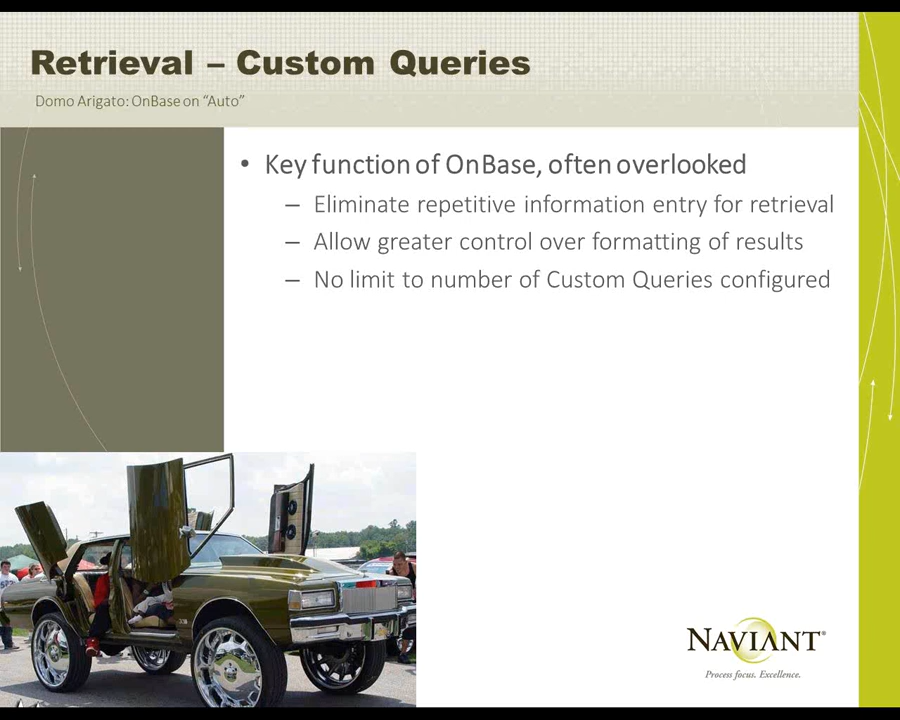 Retrieval – Custom Queries
Domo Arigato: OnBase on “Auto”
• Key function of OnBase, often overlooked
– Eliminate repetitive information entry for retrieval
– Allow greater control over formatting of results
– No limit to number of Custom Queries configured
NAVIANT®
Process focus. Excellence.